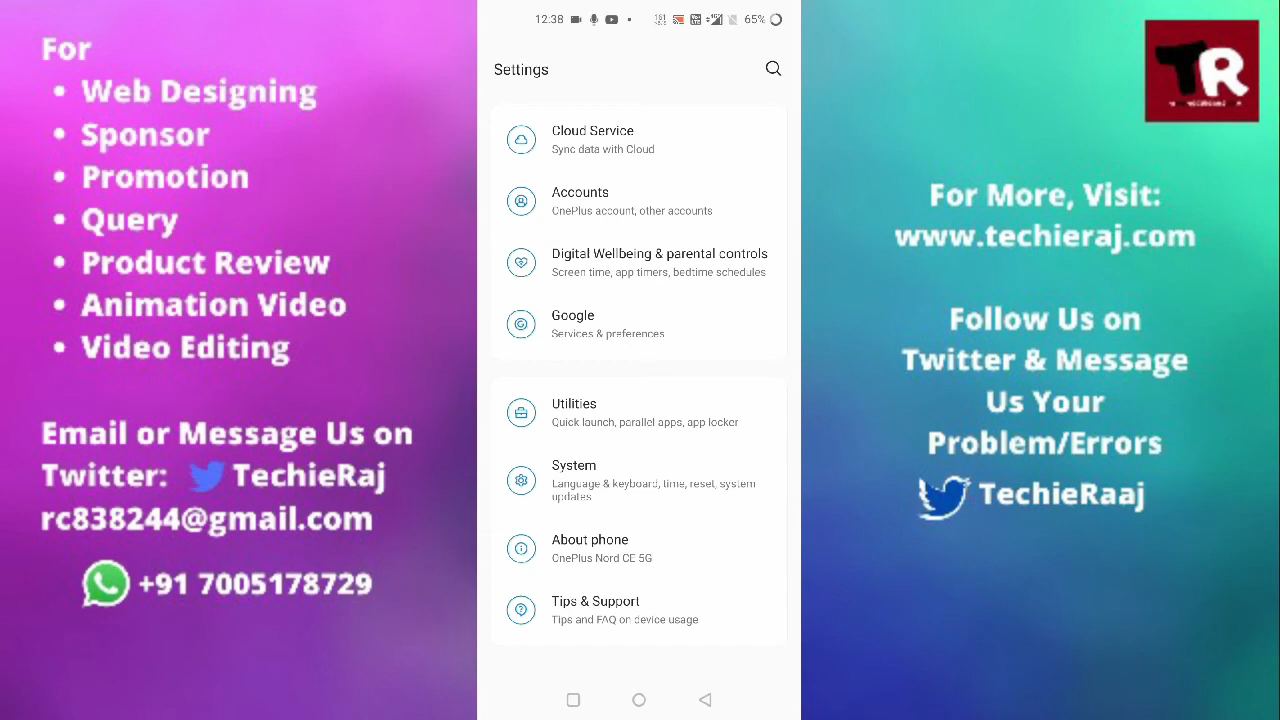 For
• Web Designing
• Sponsor
• Promotion
• Query
• Product Review
• Animation Video
• Video Editing
Email or Message Us on
Twitter: TechieRaj
rc838244@gmail.com
+91 7005178729
12.38
65%
Settings
Cloud Service
Sync data with Cloud
Accounts
OnePlus account, other accounts
Digital Wellbeing & parental controls
Screen time, app timers, bedtime schedules
Google
Services & preferences
Utilities
Quick launch, parallel apps, app locker
System
Language & keyboard, time, reset, system
updates
About phone
OnePlus Nord CE 5G
Tips & Support
Tips and FAQ on device usage
TR
For More, Visit:
www.techieraj.com
Follow Us on
Twitter & Message
Us Your
Problem/Errors
TechieRaaj